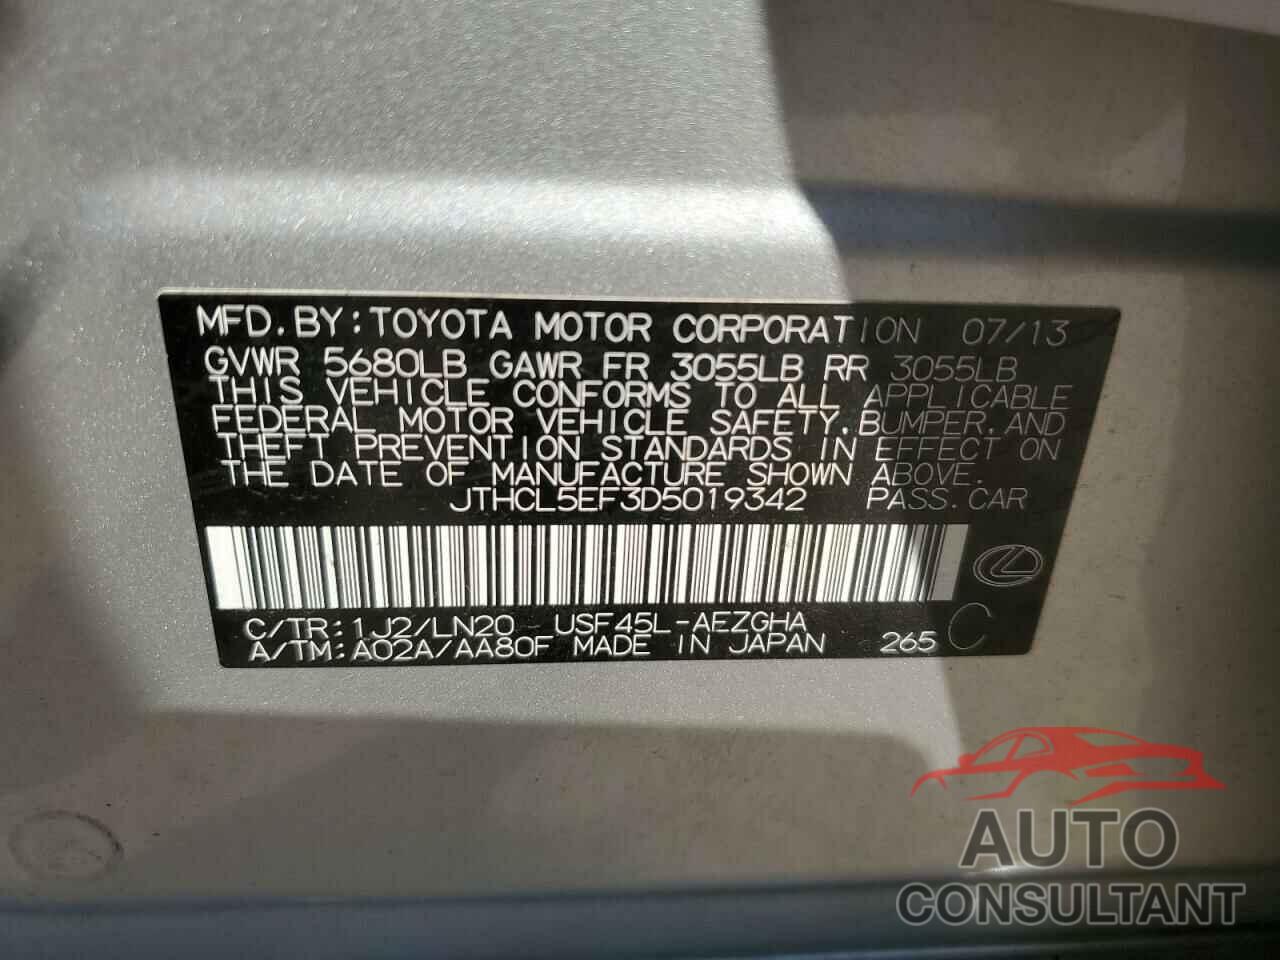 MFD.BY:TOYOTA MOTOR CORPORATION 07/13
GVWR 5680LB GAWR FR 3055LB RR 3055LB
THIS VEHICLE CONFORMS TO ALL APPLICABLE
FEDERAL MOTOR VEHICLE SAFETY,BUMPER,AND
THEFT PREVENTION STANDARDS IN EFFECT ON
THE DATE OF MANUFACTURE SHOWN ABOVE.
JTHCL5EF3D5019342 PASS.CAR
C/TR:1J2/LN20 USF45L-AEZGHA
A/TM:A02A/AA80F MADE IN JAPAN 265 C
AUTO
CONSULTANT